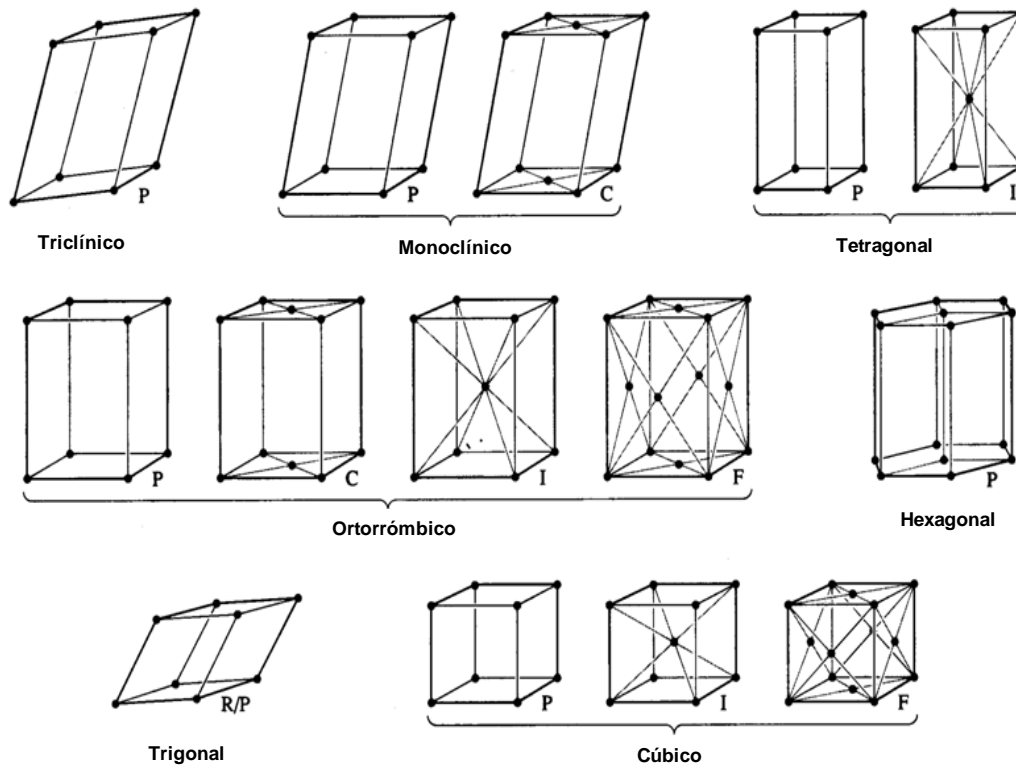 P
P
C
P
I
Triclínico
Monoclínico
Tetragonal
P
C
I
F
P
Ortorrómbico
Hexagonal
R/P
P
I
F
Trigonal
Cúbico